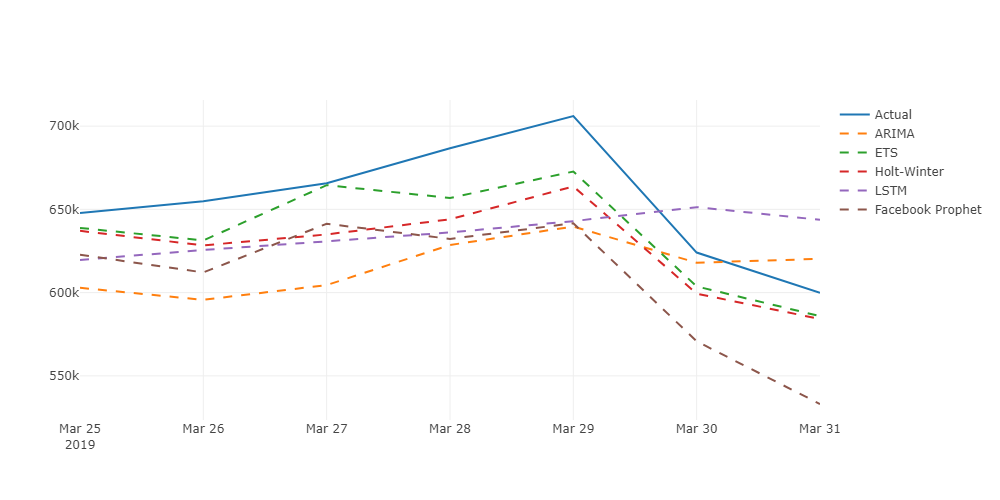 700k
650k
600k
550k
Mar 25
2019
Mar 26
Mar 27
Mar 28
Mar 29
Mar 30
Mar 31
Actual
ARIMA
ETS
Holt-Winter
LSTM
Facebook Prophet